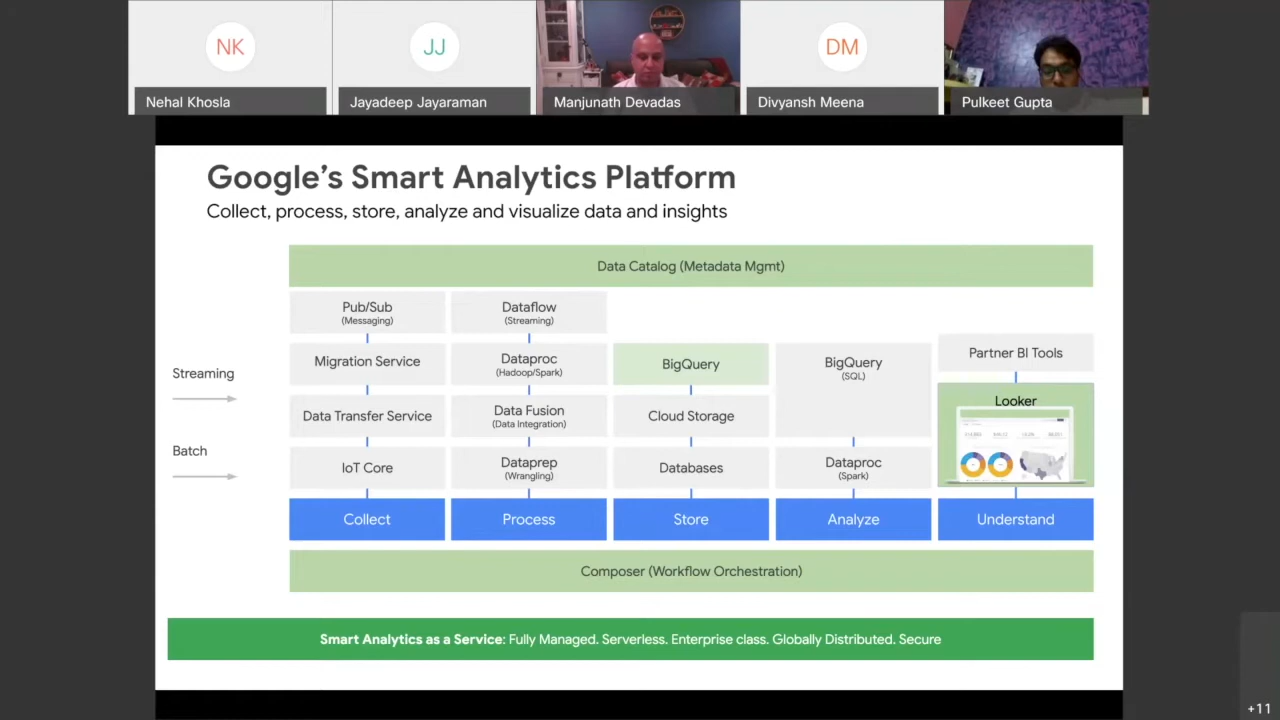 NK
JJ
DM
Nehal Khosla
Jayadeep Jayaraman
Manjunath Devadas
Divyansh Meena
Pulkeet Gupta
Google's Smart Analytics Platform
Collect, process, store, analyze and visualize data and insights
Data Catalog (Metadata Mgmt)
Streaming
Batch
Pub/Sub
(Messaging)
Migration Service
Data Transfer Service
IoT Core
Collect
Dataflow
(Streaming)
Dataproc
(Hadoop/Spark)
Data Fusion
(Data Integration)
Dataprep
(Wrangling)
Process
BigQuery
Cloud Storage
Databases
Store
BigQuery
(SQL)
Dataproc
(Spark)
Analyze
Partner BI Tools
Looker
Understand
Composer (Workflow Orchestration)
Smart Analytics as a Service: Fully Managed. Serverless. Enterprise class. Globally Distributed. Secure
+11